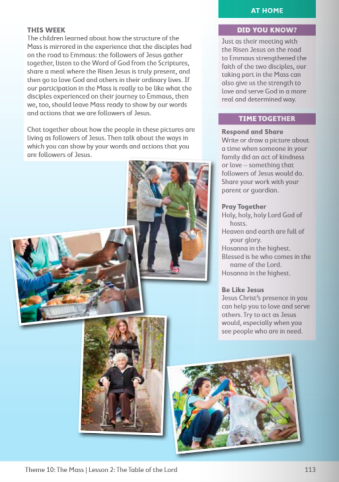 THIS WEEK
The children learned about how the structure of the
Mass is mirrored in the experience that the disciples had
on the road to Emmaus: the followers of Jesus gather
together, listen to the Word of God from the Scriptures,
share a meal where the Risen Jesus is truly present, and
then go to love God and others in their ordinary lives. If
our participation in the Mass is really to be like what the
disciples experienced on their journey to Emmaus, then
we, too, should leave Mass ready to show by our words
and actions that we are followers of Jesus.
Chat together about how the people in these pictures are
living as followers of Jesus. Then talk about the ways in
which you can show by your words and actions that you
are followers of Jesus.
AT HOME
DID YOU KNOW?
Just as their meeting with
the Risen Jesus on the road
to Emmaus strengthened the
faith of the two disciples, our
taking part in the Mass can
also give us the strength to
love and serve God in a more
real and determined way.
TIME TOGETHER
Respond and Share
Write or draw a picture about
a time when someone in your
family did an act of kindness
or love – something that
followers of Jesus would do.
Share your work with your
parent or guardian.
Pray Together
Holy, holy, holy Lord God of
hosts.
Heaven and earth are full of
your glory.
Hosanna in the highest.
Blessed is he who comes in the
name of the Lord.
Hosanna in the highest.
Be Like Jesus
Jesus Christ's presence in you
can help you to love and serve
others. Try to act as Jesus
would, especially when you
see people who are in need.
Theme 10: The Mass | Lesson 2: The Table of the Lord
113